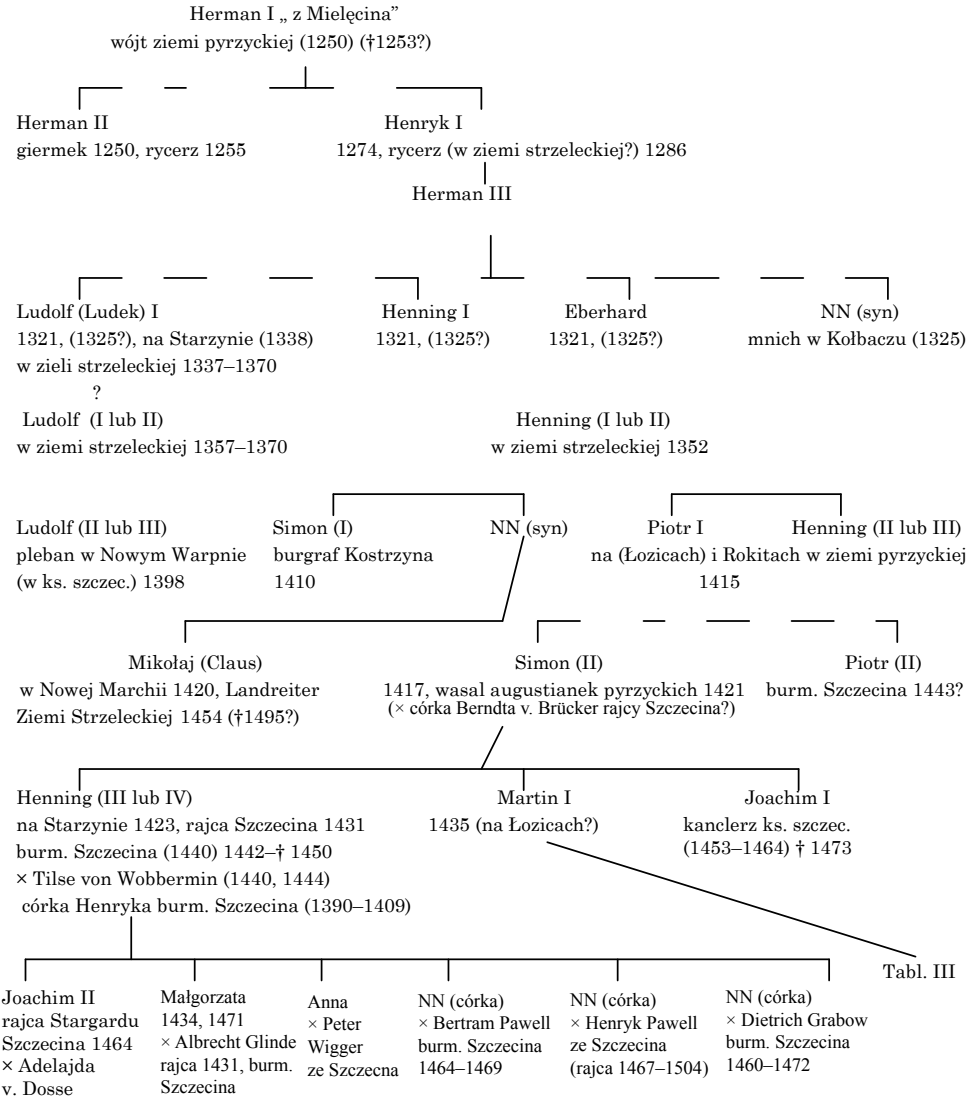 Herman I „ z Mielęcina”
wójt ziemi pyrzyckiej (1250) (†1253?)
Herman II
giermek 1250, rycerz 1255
Henryk I
1274, rycerz (w ziemi strzeleckiej?) 1286
Herman III
Ludolf (Ludek) I
1321, (1325?), na Starzynie (1338)
w zieli strzeleckiej 1337–1370
?
Henning I
1321, (1325?)
Eberhard
1321, (1325?)
NN (syn)
mnich w Kołbaczu (1325)
Ludolf (I lub II)
w ziemi strzeleckiej 1357–1370
Henning (I lub II)
w ziemi strzeleckiej 1352
Ludolf (II lub III)
pleban w Nowym Warpnie
(w ks. szczec.) 1398
Simon (I)
burgraf Kostrzyna
1410
NN (syn)
Piotr I Henning (II lub III)
na (Łozicach) i Rokitach w ziemi pyrzyckiej
1415
Mikołaj (Claus)
w Nowej Marchii 1420, Landreiter
Ziemi Strzeleckiej 1454 (†1495?)
Simon (II)
1417, wasal augustianek pyrzyckich 1421
(× córka Berndta v. Brücker rajcy Szczecina?)
Piotr (II)
burm. Szczecina 1443?
Henning (III lub IV)
na Starzynie 1423, rajca Szczecina 1431
burm. Szczecina (1440) 1442–† 1450
× Tilse von Wobbermin (1440, 1444)
córka Henryka burm. Szczecina (1390–1409)
Martin I
1435 (na Łozicach?)
Joachim I
kanclerz ks. szczec.
(1453–1464) † 1473
Tabl. III
Joachim II
rajca Stargardu
Szczecina 1464
× Adelajda
v. Dosse
Małgorzata
1434, 1471
× Albrecht Glinde
rajca 1431, burm.
Szczecina
Anna
× Peter
Wigger
ze Szczecna
NN (córka)
× Bertram Pawell
burm. Szczecina
1464–1469
NN (córka)
× Henryk Pawell
ze Szczecina
(rajca 1467–1504)
NN (córka)
× Dietrich Grabow
burm. Szczecina
1460–1472